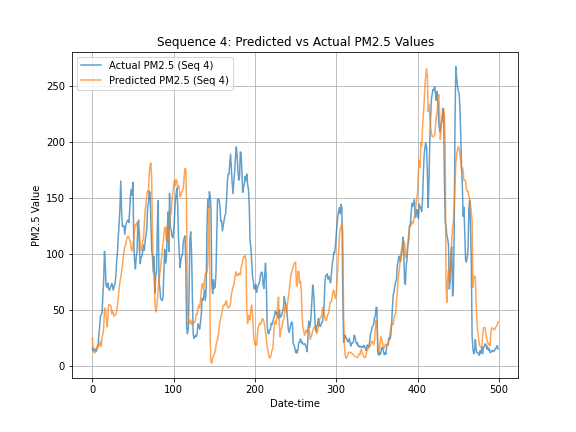 Sequence 4: Predicted vs Actual PM2.5 Values
Actual PM2.5 (Seq 4)
Predicted PM2.5 (Seq 4)
PM2.5 Value
250
200
150
100
50
0
0 100 200 300 400 500
Date-time